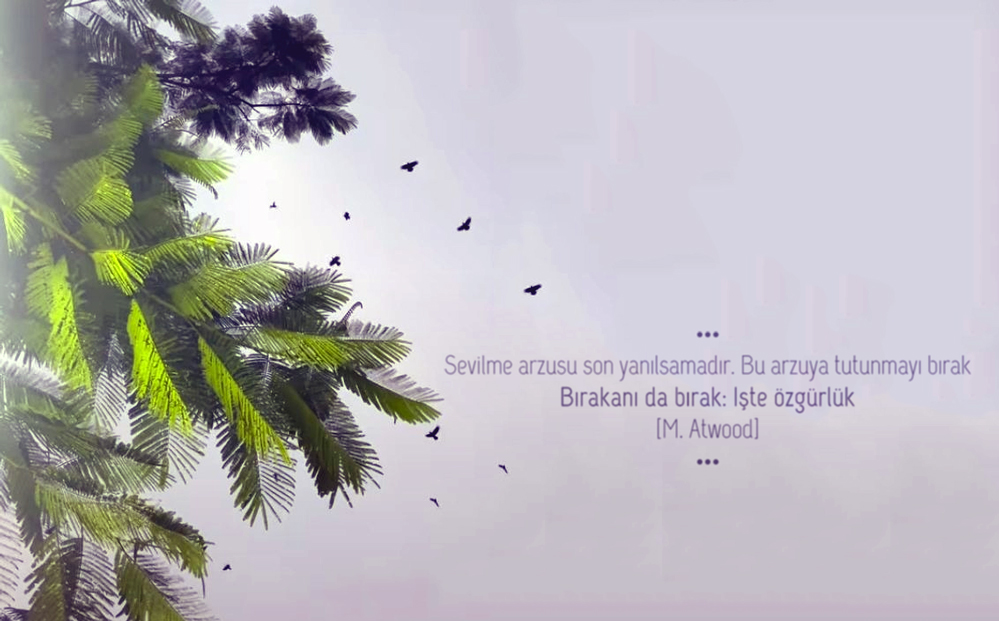 •••
Sevilme arzusu son yanılsamadır. Bu arzuya tutunmayı bırak
Bırakanı da bırak: Işte özgürlük
[M. Atwood]
•••